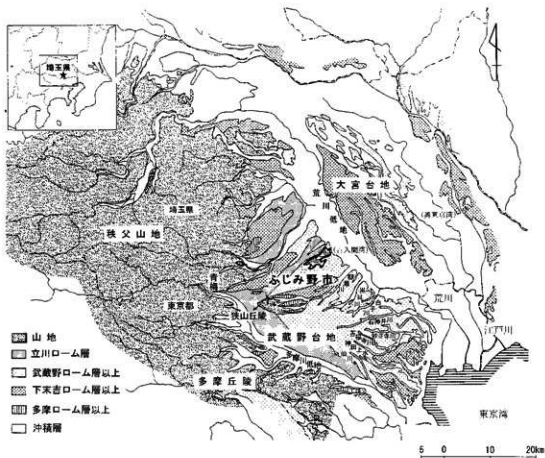 埼玉県
大宮台地
荒川低地
埼玉県
秩父山地
ふじみ野市
青梅
東京都
狭山丘陵
荒川
江戸川
武蔵野台地
多摩
低地
多摩丘陵
東京湾
山地
立川ローム層
武蔵野ローム層以上
下末吉ローム層以上
多摩ローム層以上
沖積層
5 0 10 20km